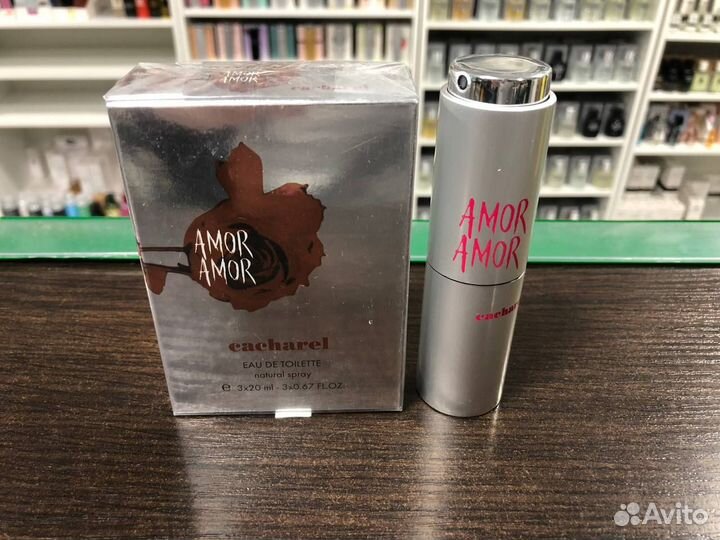 AMOR
AMOR
AMOR
AMOR
cacharel
EAU DE TOILETTE
natural spray
e 3x20 ml - 3x0.67 FL.OZ.
AMOR
AMOR
Avito